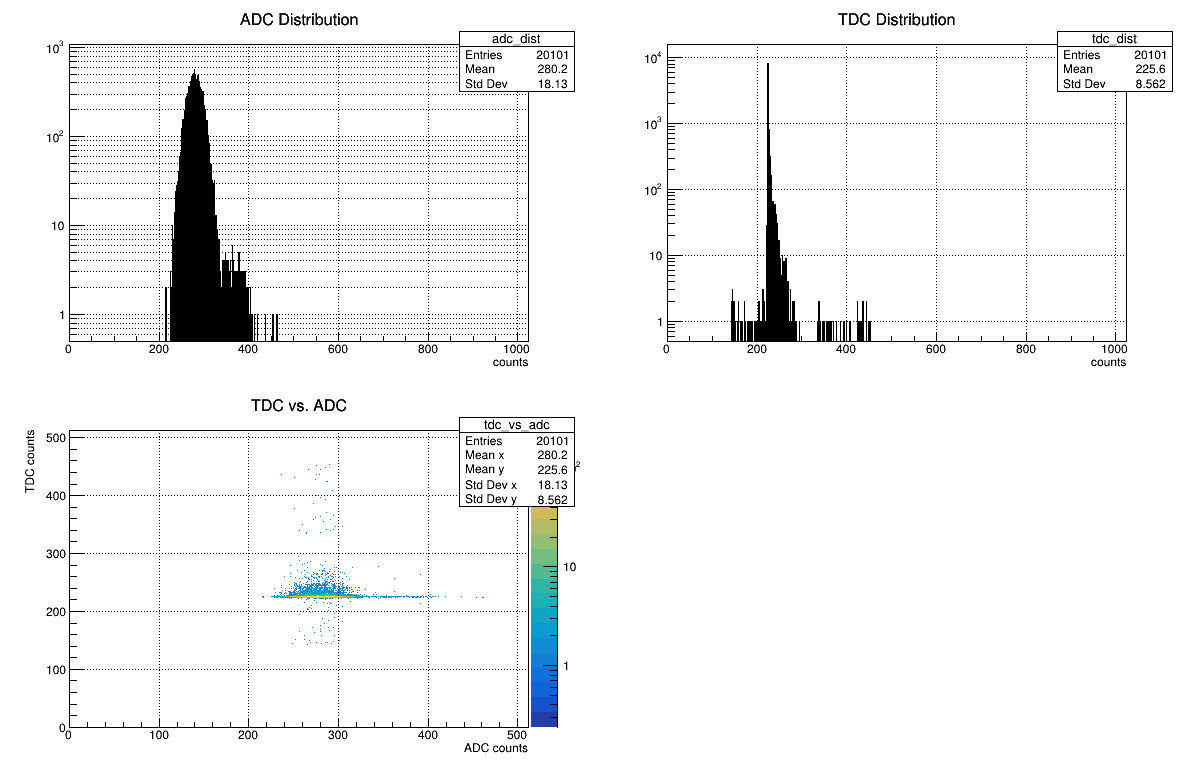 ADC Distribution
adc_dist
Entries 20101
Mean 280.2
Std Dev 18.13
10³
10²
10
1
0 200 400 600 800 1000
counts
TDC Distribution
tdc_dist
Entries 20101
Mean 225.6
Std Dev 8.562
10⁴
10³
10²
10
1
0 200 400 600 800 1000
counts
TDC vs. ADC
tdc_vs_adc
Entries 20101
Mean x 280.2
Mean y 225.6
Std Dev x 18.13
Std Dev y 8.562
TDC counts
500
400
300
200
100
0
0 100 200 300 400 500
ADC counts
2
10
1